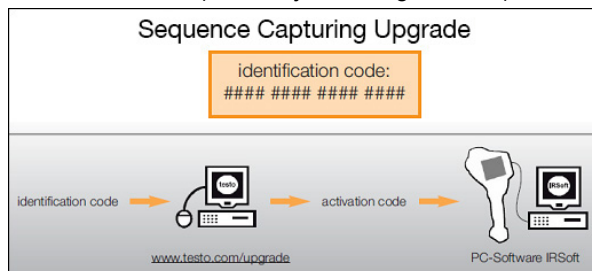 Sequence Capturing Upgrade
identification code:
#### #### #### ####
testo
IRSoft
identification code
activation code
www.testo.com/upgrade
PC-Software IRSoft